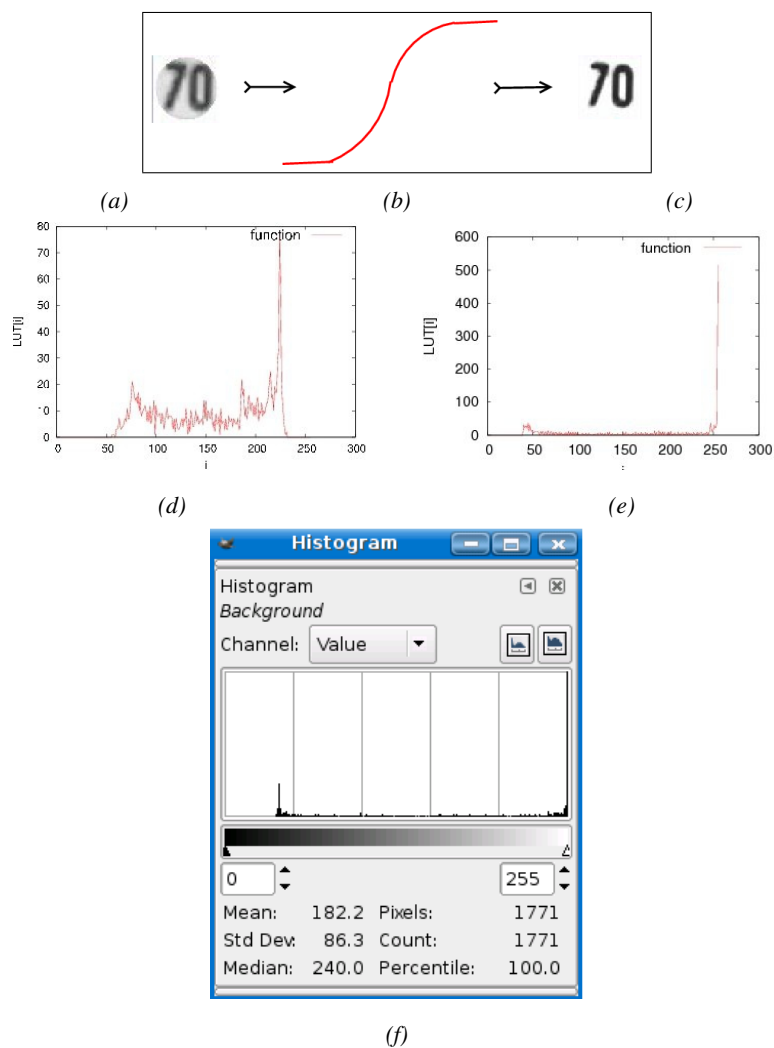 70 70
(a) (b) (c)
80
70
60
50
40
30
20
10
0
0 50 100 150 200 250 300
LUT[i]
i
function
600
500
400
300
200
100
0
0 50 100 150 200 250 300
LUT[i]
function
(d) (e)
Histogram
Histogram
Background
Channel: Value
0 255
Mean: 182.2 Pixels: 1771
Std Dev: 86.3 Count: 1771
Median: 240.0 Percentile: 100.0
(f)